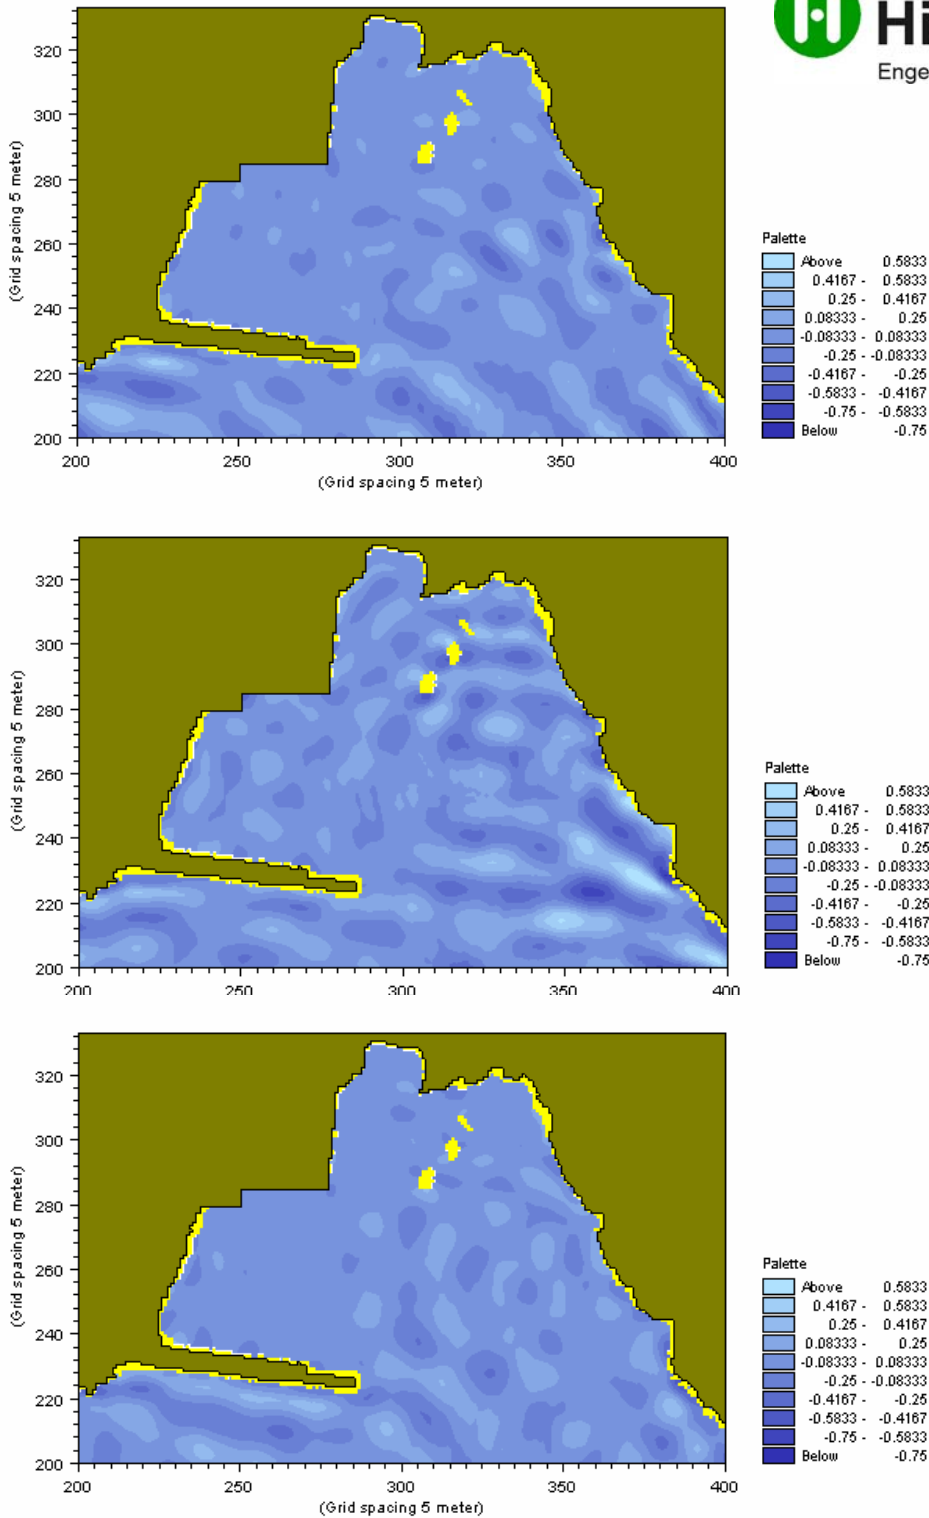 Hi
Enge
320
300
280
260
240
220
200
(Grid spacing 5 meter)
200 250 300 350 400
(Grid spacing 5 meter)
Palette
Above 0.5833
0.4167 - 0.5833
0.25 - 0.4167
0.08333 - 0.25
-0.08333 - 0.08333
-0.25 - -0.08333
-0.4167 - -0.25
-0.5833 - -0.4167
-0.75 - -0.5833
Below -0.75
320
300
280
260
240
220
200
(Grid spacing 5 meter)
200 250 300 350 400
Palette
Above 0.5833
0.4167 - 0.5833
0.25 - 0.4167
0.08333 - 0.25
-0.08333 - 0.08333
-0.25 - -0.08333
-0.4167 - -0.25
-0.5833 - -0.4167
-0.75 - -0.5833
Below -0.75
320
300
280
260
240
220
200
(Grid spacing 5 meter)
200 250 300 350 400
(Grid spacing 5 meter)
Palette
Above 0.5833
0.4167 - 0.5833
0.25 - 0.4167
0.08333 - 0.25
-0.08333 - 0.08333
-0.25 - -0.08333
-0.4167 - -0.25
-0.5833 - -0.4167
-0.75 - -0.5833
Below -0.75